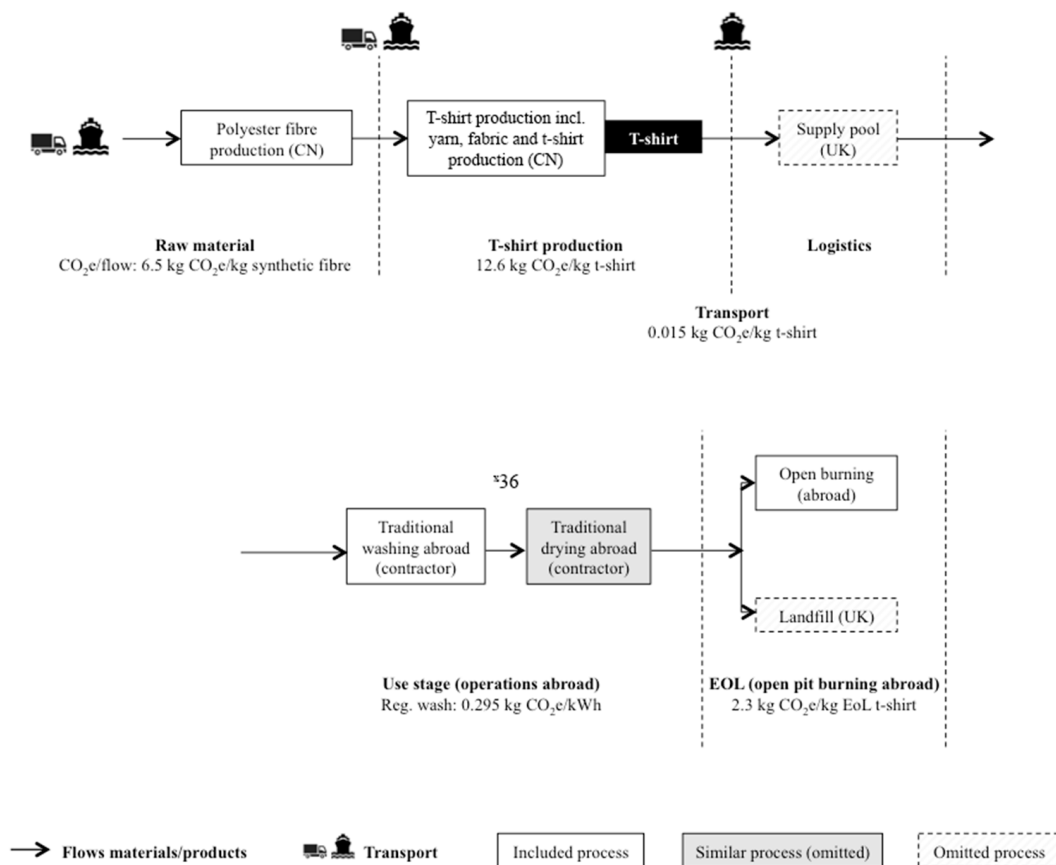 Polyester fibre
production (CN)
T-shirt production incl.
yarn, fabric and t-shirt
production (CN)
T-shirt
Supply pool
(UK)
Raw material
CO₂e/flow: 6.5 kg CO₂e/kg synthetic fibre
T-shirt production
12.6 kg CO₂e/kg t-shirt
Logistics
Transport
0.015 kg CO₂e/kg t-shirt
x36
Traditional
washing abroad
(contractor)
Traditional
drying abroad
(contractor)
Open burning
(abroad)
Landfill (UK)
Use stage (operations abroad)
Reg. wash: 0.295 kg CO₂e/kWh
EOL (open pit burning abroad)
2.3 kg CO₂e/kg EoL t-shirt
Flows materials/products
Transport
Included process
Similar process (omitted)
Omitted process